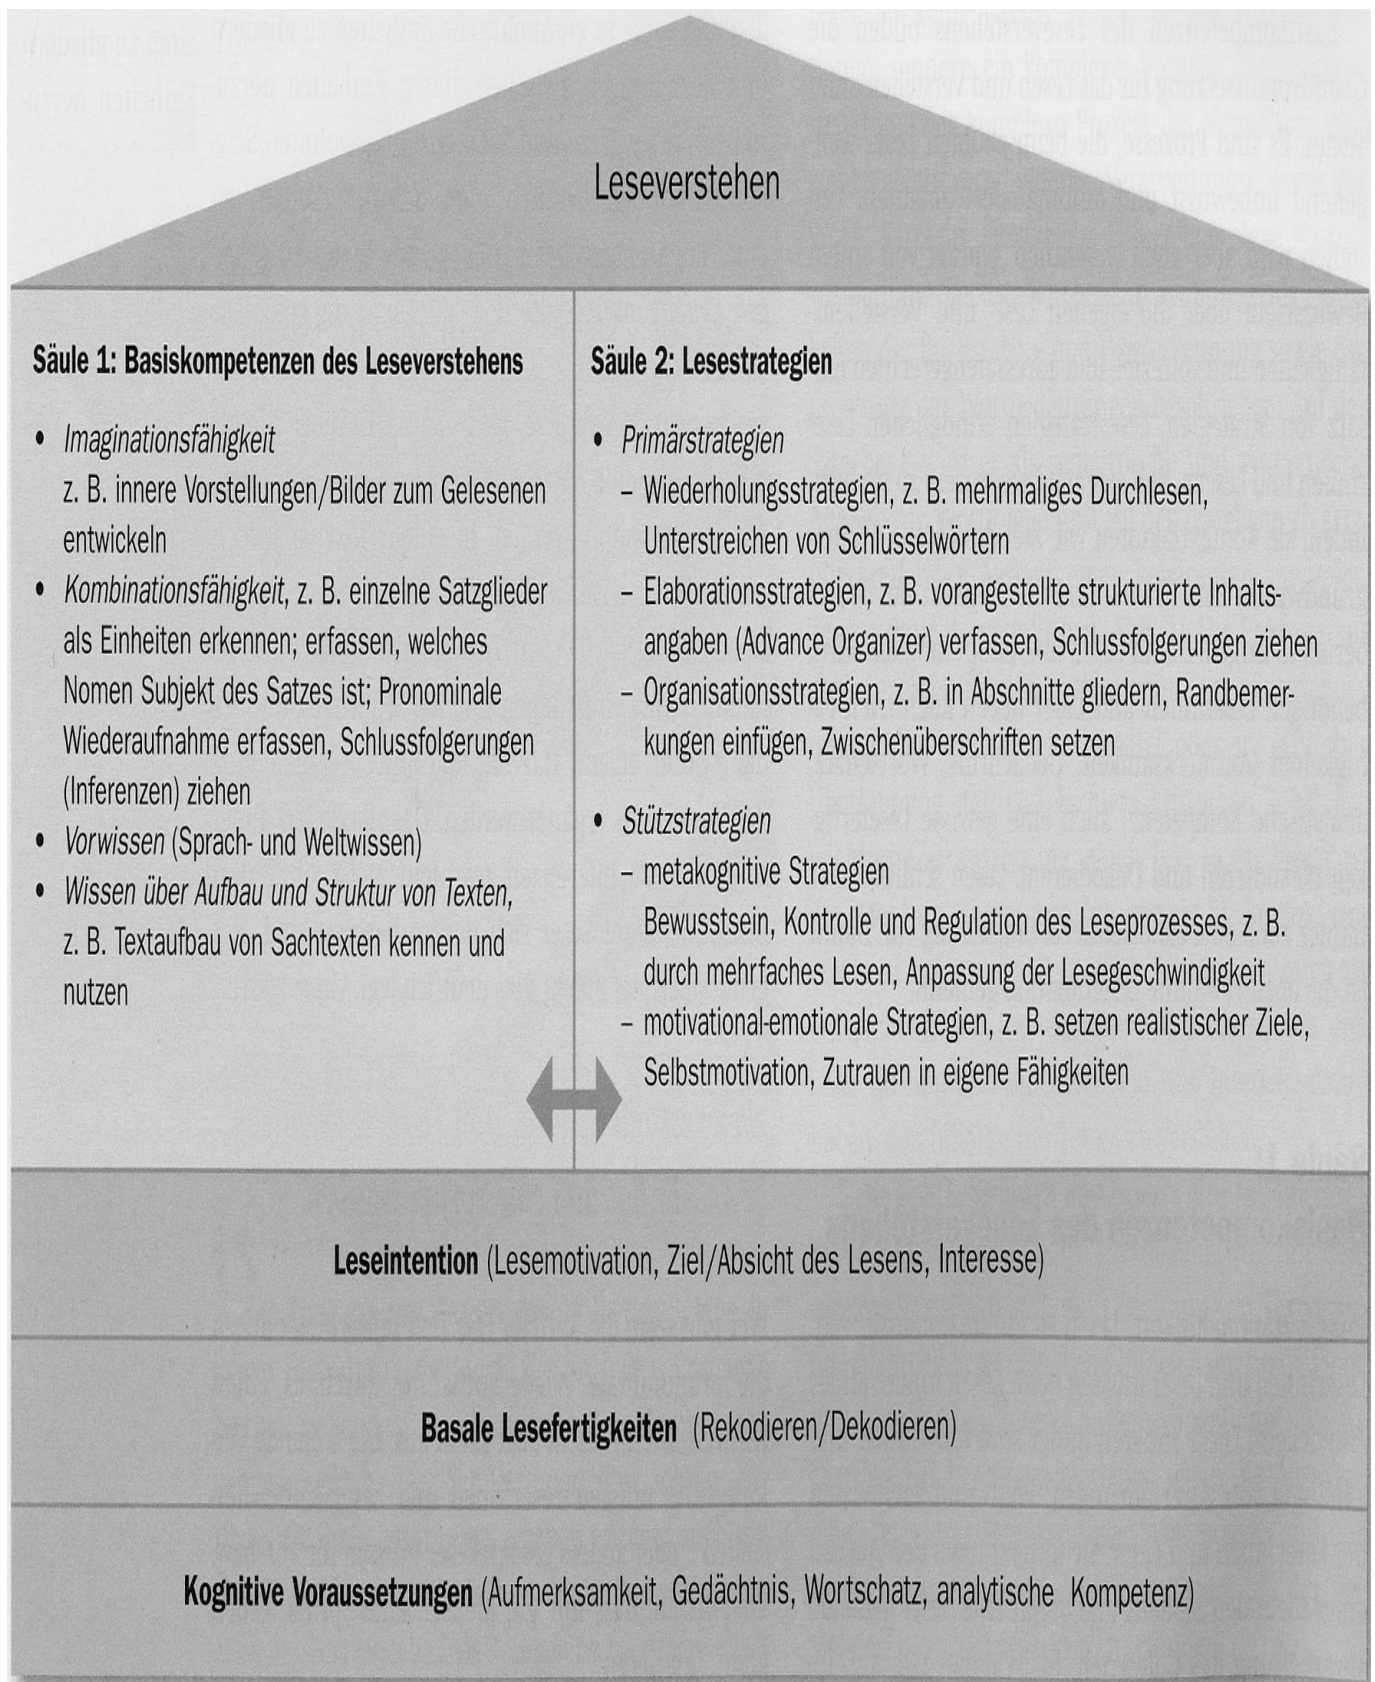 Leseverstehen
Säule 1: Basiskompetenzen des Leseverstehens
• Imaginationsfähigkeit
z. B. innere Vorstellungen/Bilder zum Gelesenen
entwickeln
• Kombinationsfähigkeit, z. B. einzelne Satzglieder
als Einheiten erkennen; erfassen, welches
Nomen Subjekt des Satzes ist; Pronominale
Wiederaufnahme erfassen, Schlussfolgerungen
(Inferenzen) ziehen
• Vorwissen (Sprach- und Weltwissen)
• Wissen über Aufbau und Struktur von Texten,
z. B. Textaufbau von Sachtexten kennen und
nutzen
Säule 2: Lesestrategien
• Primärstrategien
– Wiederholungsstrategien, z. B. mehrmaliges Durchlesen,
Unterstreichen von Schlüsselwörtern
– Elaborationsstrategien, z. B. vorangestellte strukturierte Inhalts-
angaben (Advance Organizer) verfassen, Schlussfolgerungen ziehen
– Organisationsstrategien, z. B. in Abschnitte gliedern, Randbemer-
kungen einfügen, Zwischenüberschriften setzen
• Stützstrategien
– metakognitive Strategien
Bewusstsein, Kontrolle und Regulation des Leseprozesses, z. B.
durch mehrfaches Lesen, Anpassung der Lesegeschwindigkeit
– motivational-emotionale Strategien, z. B. setzen realistischer Ziele,
Selbstmotivation, Zutrauen in eigene Fähigkeiten
Leseintention (Lesemotivation, Ziel/Absicht des Lesens, Interesse)
Basale Lesefertigkeiten (Rekodieren/Dekodieren)
Kognitive Voraussetzungen (Aufmerksamkeit, Gedächtnis, Wortschatz, analytische Kompetenz)